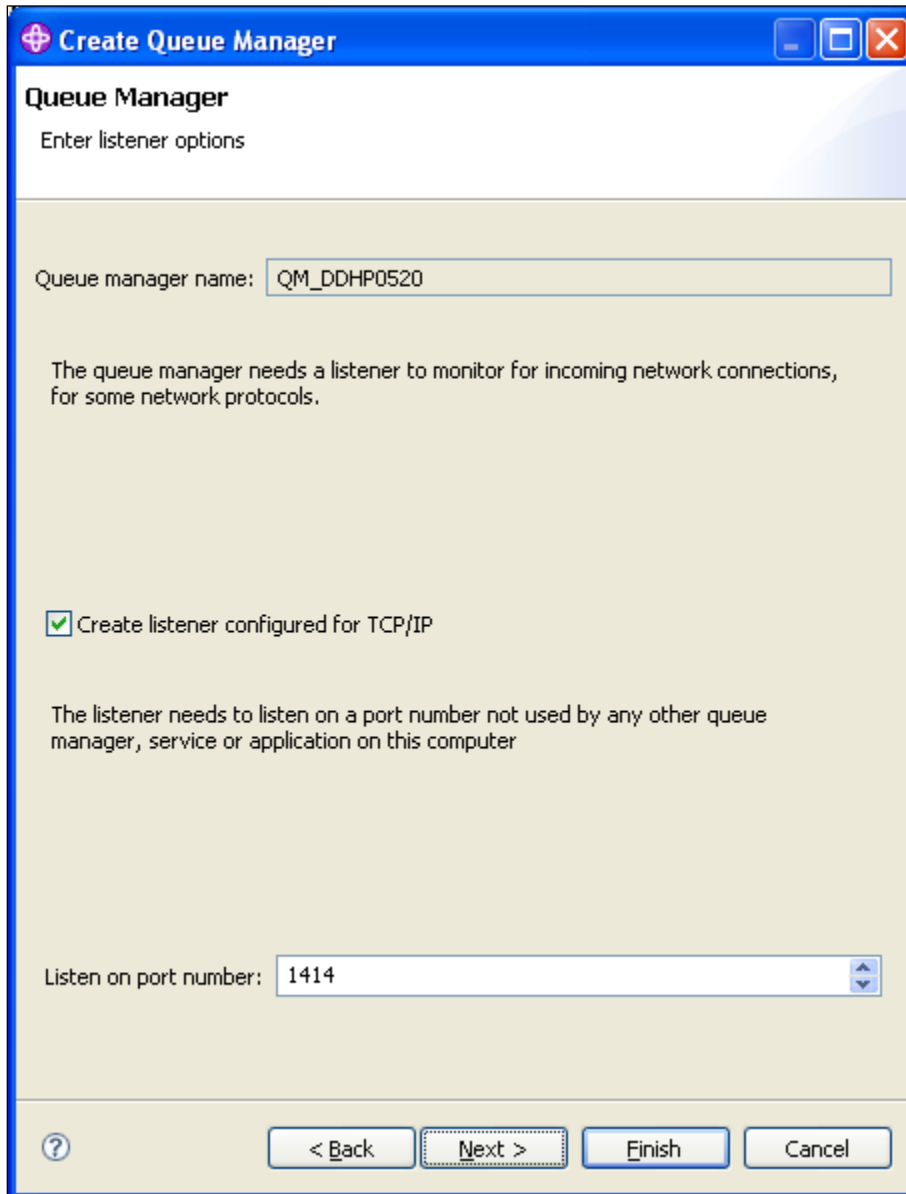 Create Queue Manager
Queue Manager
Enter listener options
Queue manager name: QM_DDHP0520
The queue manager needs a listener to monitor for incoming network connections,
for some network protocols.
Create listener configured for TCP/IP
The listener needs to listen on a port number not used by any other queue
manager, service or application on this computer
Listen on port number: 1414
? < Back Next > Finish Cancel